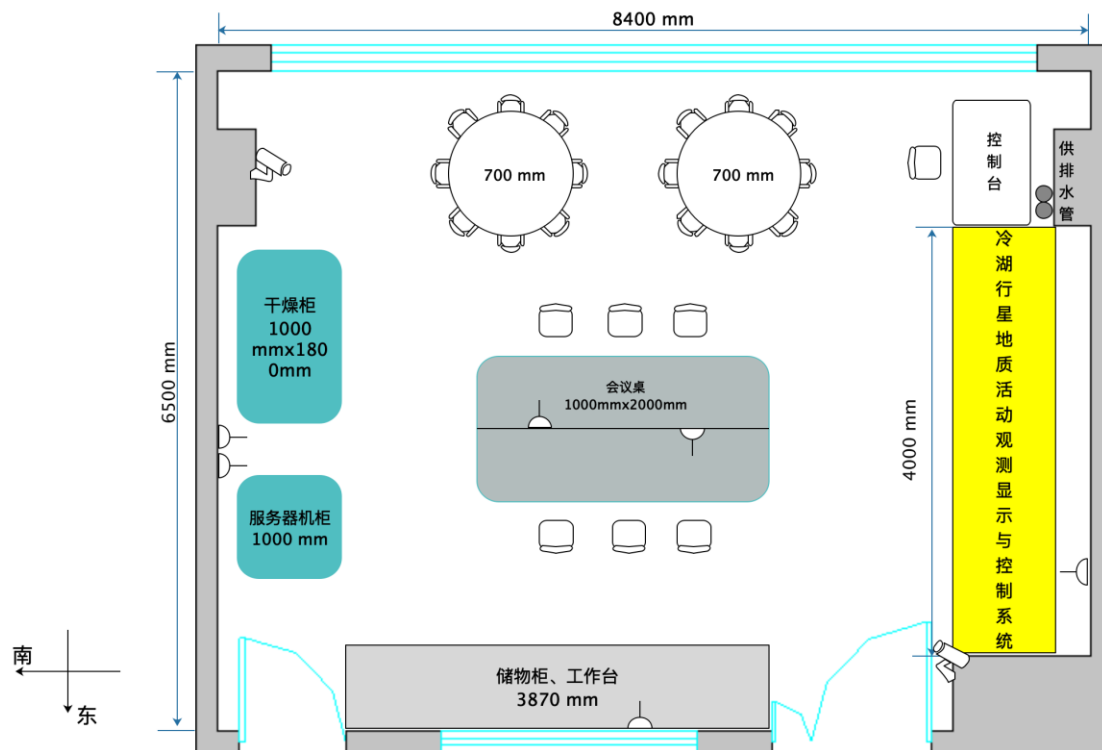 8400 mm
700 mm
700 mm
控制台
供排水管
干燥柜
1000
mmx180
0mm
6500 mm
会议桌
1000mmx2000mm
4000 mm
冷湖行星地质活动观测显示与控制系统
服务器机柜
1000 mm
南
东
储物柜、工作台
3870 mm